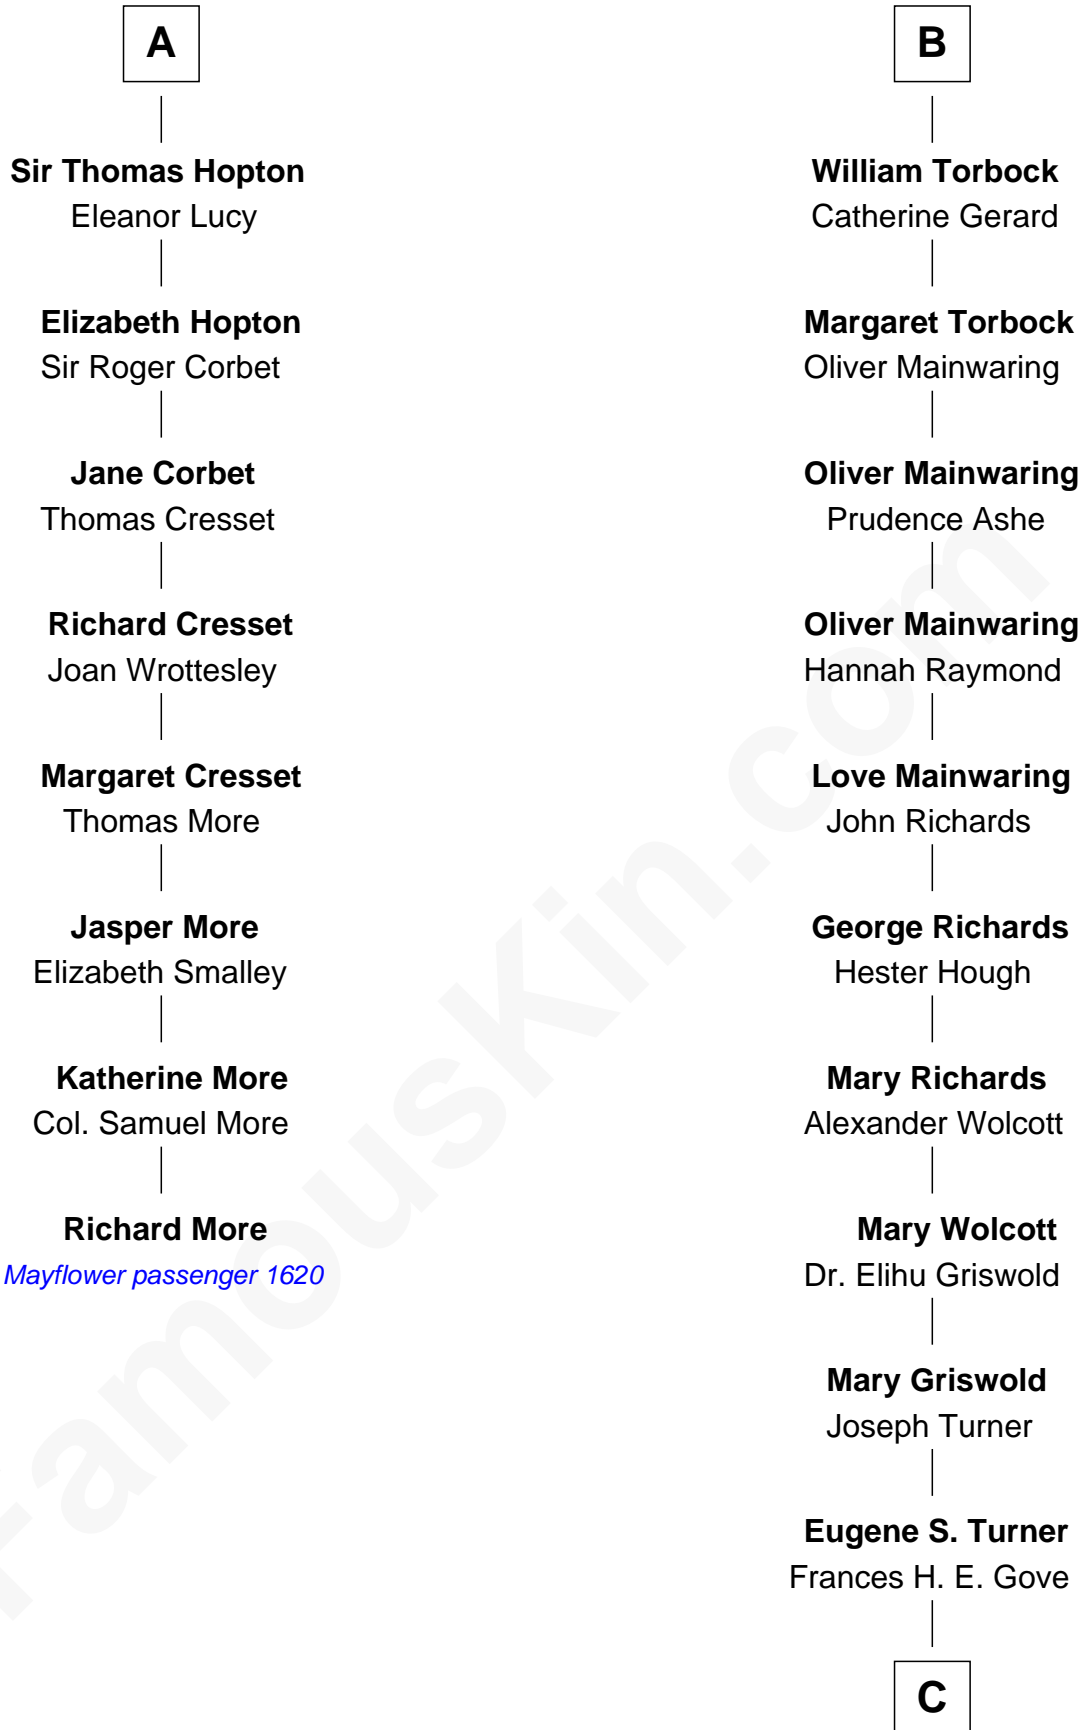 A
Sir Thomas Hopton
Eleanor Lucy
Elizabeth Hopton
Sir Roger Corbet
Jane Corbet
Thomas Cresset
Richard Cresset
Joan Wrottesley
Margaret Cresset
Thomas More
Jasper More
Elizabeth Smalley
Katherine More
Col. Samuel More
Richard More
Mayflower passenger 1620
B
William Torbock
Catherine Gerard
Margaret Torbock
Oliver Mainwaring
Oliver Mainwaring
Prudence Ashe
Oliver Mainwaring
Hannah Raymond
Love Mainwaring
John Richards
George Richards
Hester Hough
Mary Richards
Alexander Wolcott
Mary Wolcott
Dr. Elihu Griswold
Mary Griswold
Joseph Turner
Eugene S. Turner
Frances H. E. Gove
C
FamousKin.com